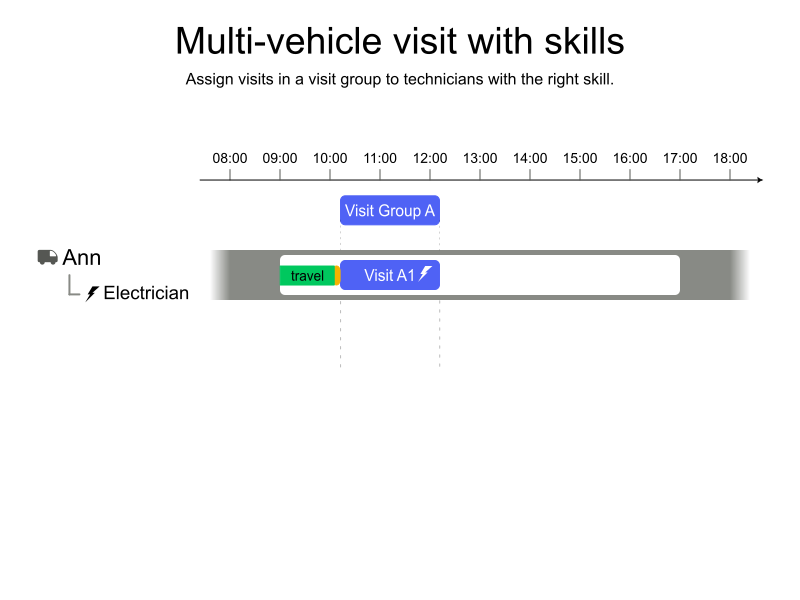 Multi-vehicle visit with skills
Assign visits in a visit group to technicians with the right skill.
08:00 09:00 10:00 11:00 12:00 13:00 14:00 15:00 16:00 17:00 18:00
Visit Group A
Ann
travel Visit A1
Electrician